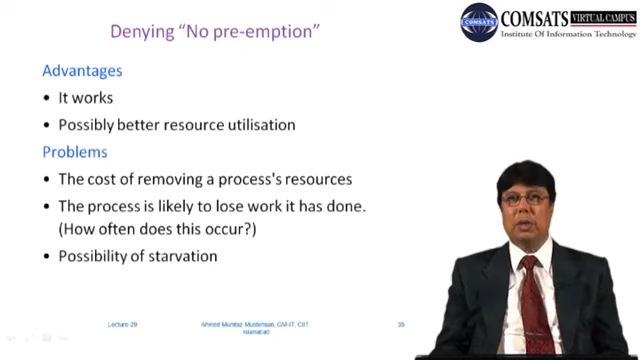 Denying “No pre-emption”
COMSATS VIRTUAL CAMPUS
Institute Of Information Technology
COMSATS
Advantages
• It works
• Possibly better resource utilisation
Problems
• The cost of removing a process's resources
• The process is likely to lose work it has done.
(How often does this occur?)
• Possibility of starvation
Lecture-29
Ahmed Mumtaz Mustehsan, GM-IT, CIIT,
Islamabad
35